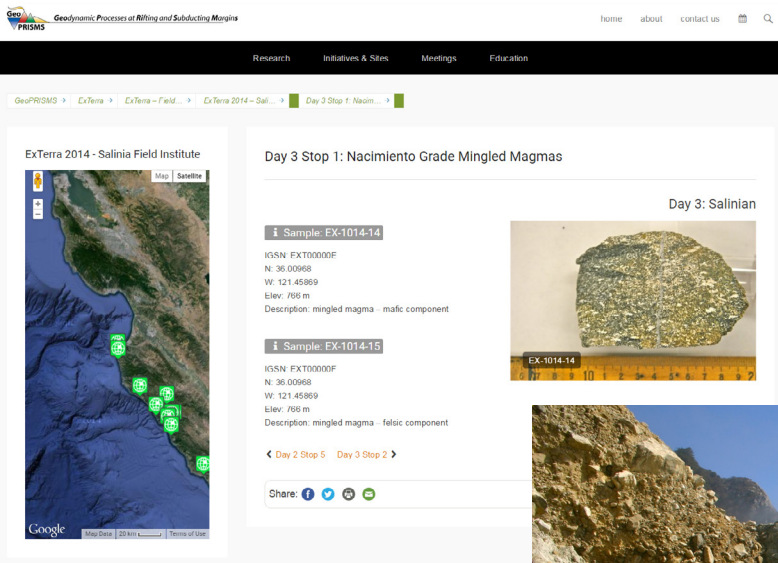 Geo
PRISMS
Geodynamic Processes at Rifting and Subducting Margins
home about contact us
Research Initiatives & Sites Meetings Education
GeoPRISMS ExTerra ExTerra – Field... ExTerra 2014 – Sali... Day 3 Stop 1: Nacim...
ExTerra 2014 - Salinia Field Institute
Map Satellite
+
−
Google
Map Data 20 km Terms of Use
Day 3 Stop 1: Nacimiento Grade Mingled Magmas
Day 3: Salinian
Sample: EX-1014-14
IGSN: EXT00000E
N: 36.00968
W: 121.45869
Elev: 766 m
Description: mingled magma – mafic component
Sample: EX-1014-15
IGSN: EXT00000F
N: 36.00968
W: 121.45869
Elev: 766 m
Description: mingled magma – felsic component
Day 2 Stop 5 Day 3 Stop 2
Share:
EX-1014-14